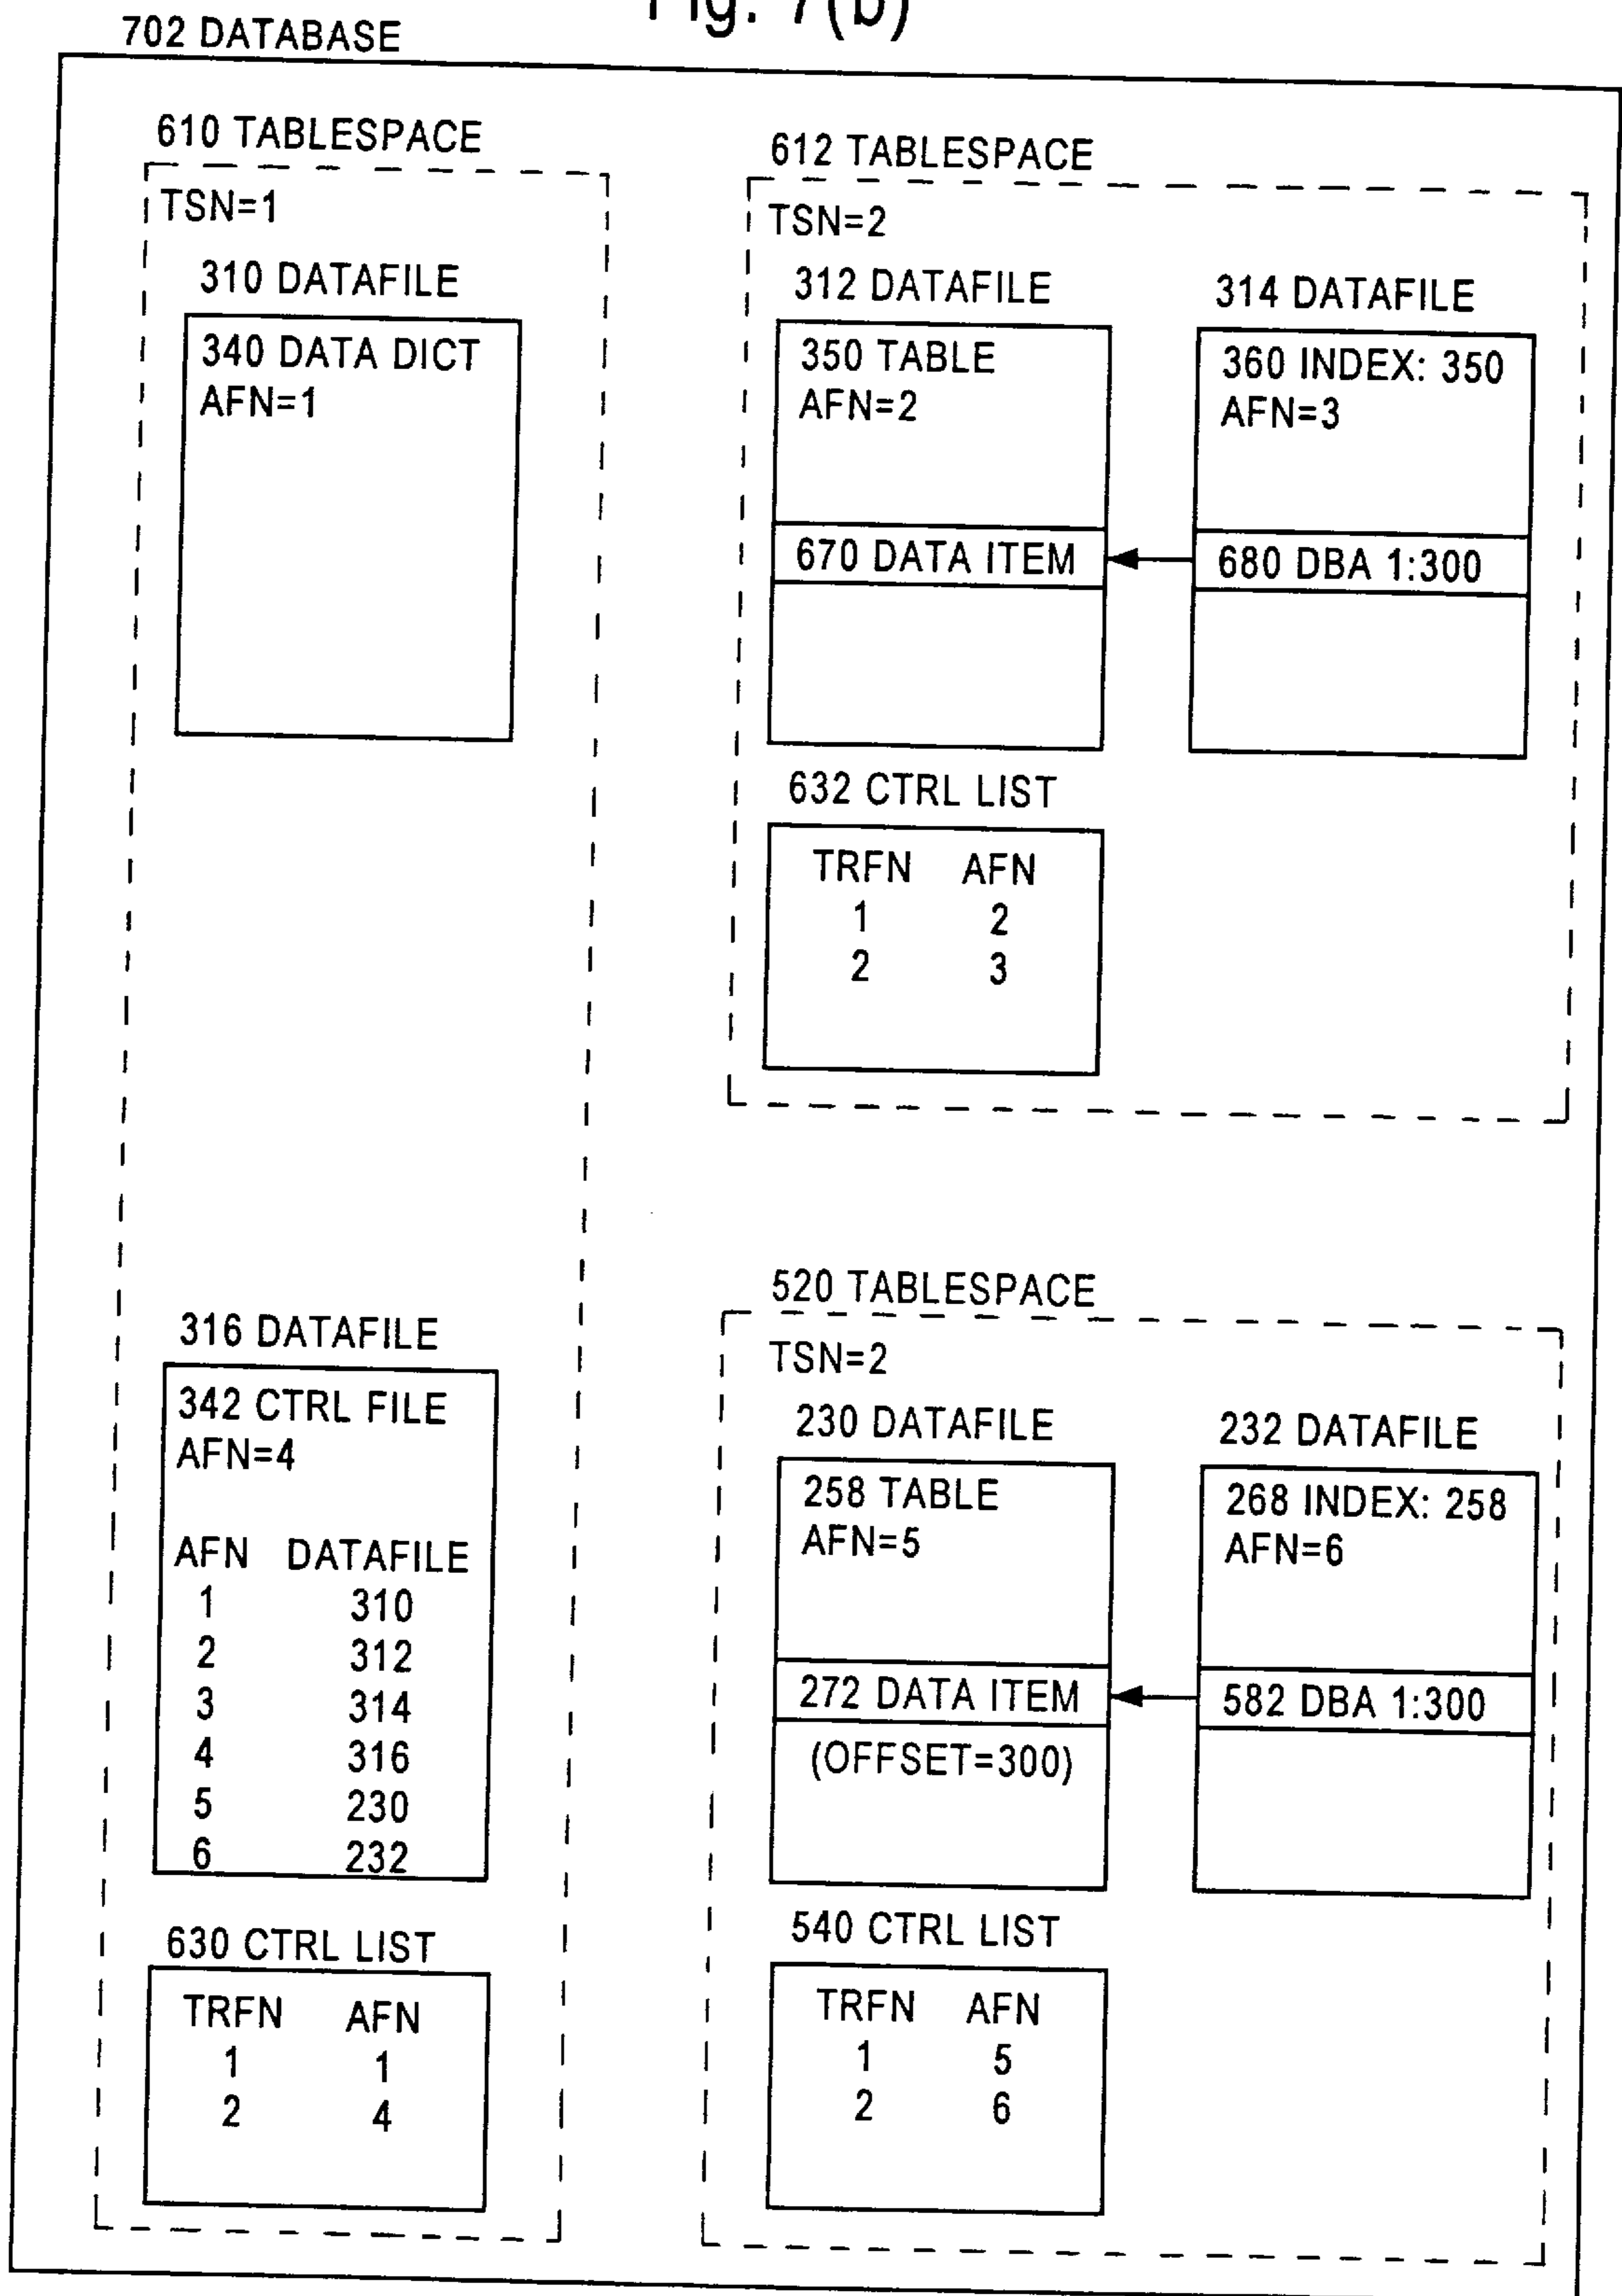 Fig. 7(b)
702 DATABASE
610 TABLESPACE
TSN=1
310 DATAFILE
340 DATA DICT
AFN=1
316 DATAFILE
342 CTRL FILE
AFN=4
AFN DATAFILE
1 310
2 312
3 314
4 316
5 230
6 232
630 CTRL LIST
TRFN AFN
1 1
2 4
612 TABLESPACE
TSN=2
312 DATAFILE
350 TABLE
AFN=2
670 DATA ITEM
314 DATAFILE
360 INDEX: 350
AFN=3
680 DBA 1:300
632 CTRL LIST
TRFN AFN
1 2
2 3
520 TABLESPACE
TSN=2
230 DATAFILE
258 TABLE
AFN=5
272 DATA ITEM
(OFFSET=300)
232 DATAFILE
268 INDEX: 258
AFN=6
582 DBA 1:300
540 CTRL LIST
TRFN AFN
1 5
2 6